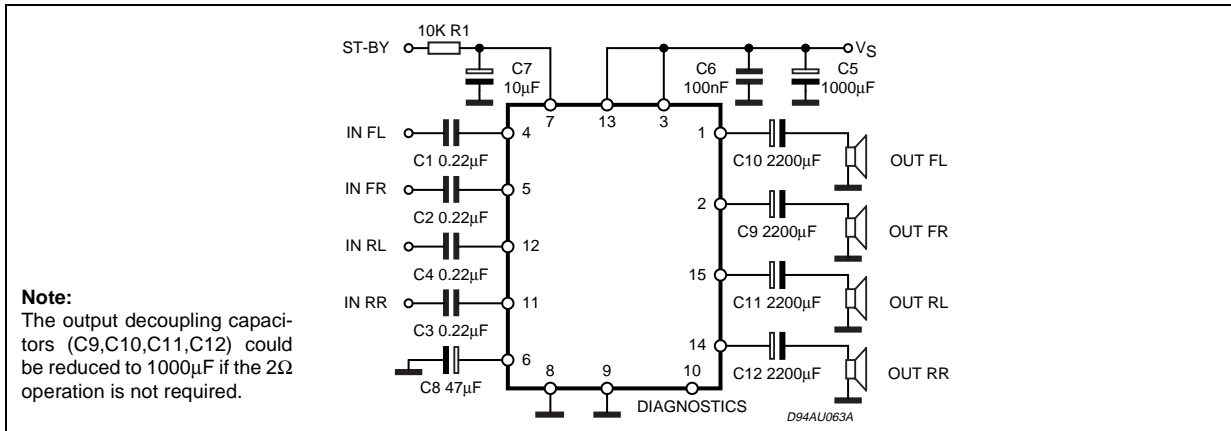 10K R1
ST-BY
VS
C7
10µF
C6
100nF
C5
1000µF
7
13
3
IN FL
4
1
C1 0.22µF
C10 2200µF
OUT FL
IN FR
5
2
C2 0.22µF
C9 2200µF
OUT FR
IN RL
12
15
C4 0.22µF
C11 2200µF
OUT RL
IN RR
11
14
C3 0.22µF
C12 2200µF
OUT RR
6
C8 47µF
8
9
10
DIAGNOSTICS
D94AU063A
Note:
The output decoupling capaci-
tors (C9,C10,C11,C12) could
be reduced to 1000µF if the 2Ω
operation is not required.